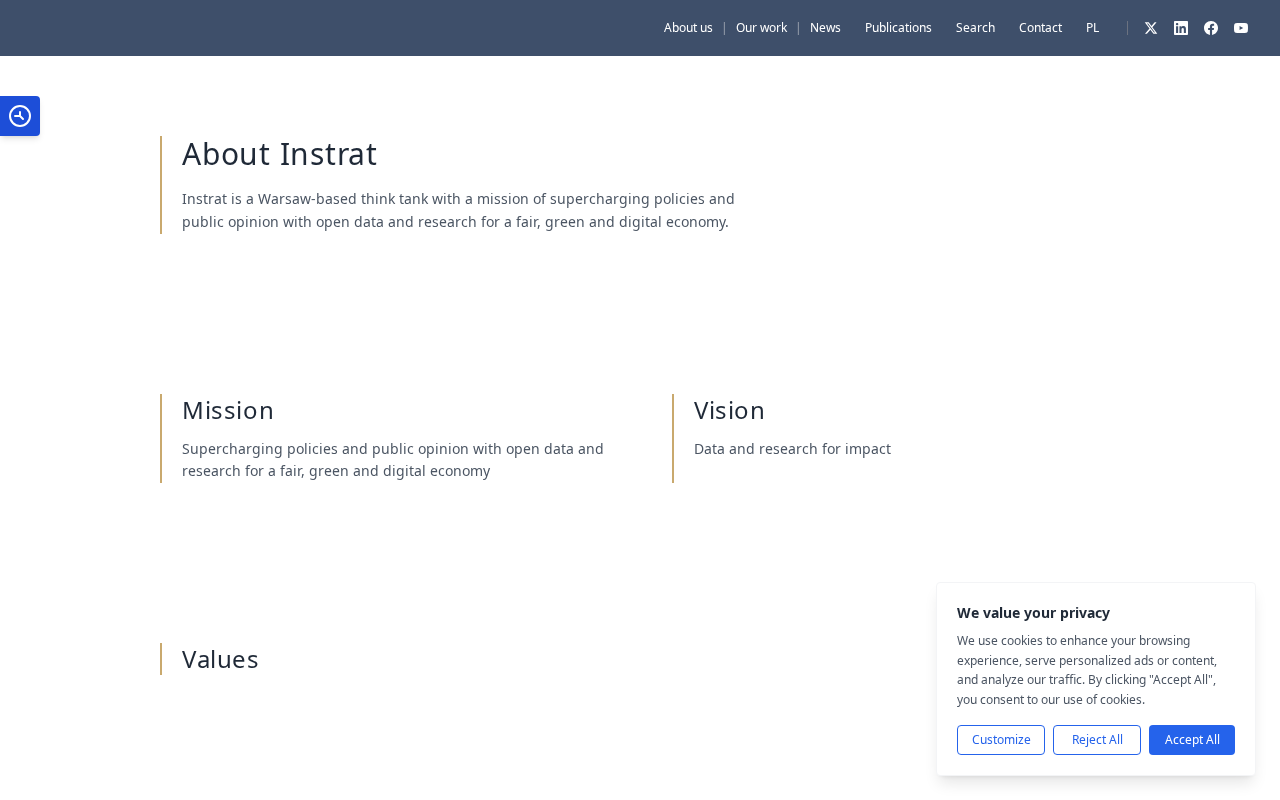 About us | Our work | News Publications Search Contact PL
About Instrat
Instrat is a Warsaw-based think tank with a mission of supercharging policies and
public opinion with open data and research for a fair, green and digital economy.
Mission
Supercharging policies and public opinion with open data and
research for a fair, green and digital economy
Vision
Data and research for impact
Values
We value your privacy
We use cookies to enhance your browsing
experience, serve personalized ads or content,
and analyze our traffic. By clicking "Accept All",
you consent to our use of cookies.
Customize Reject All Accept All